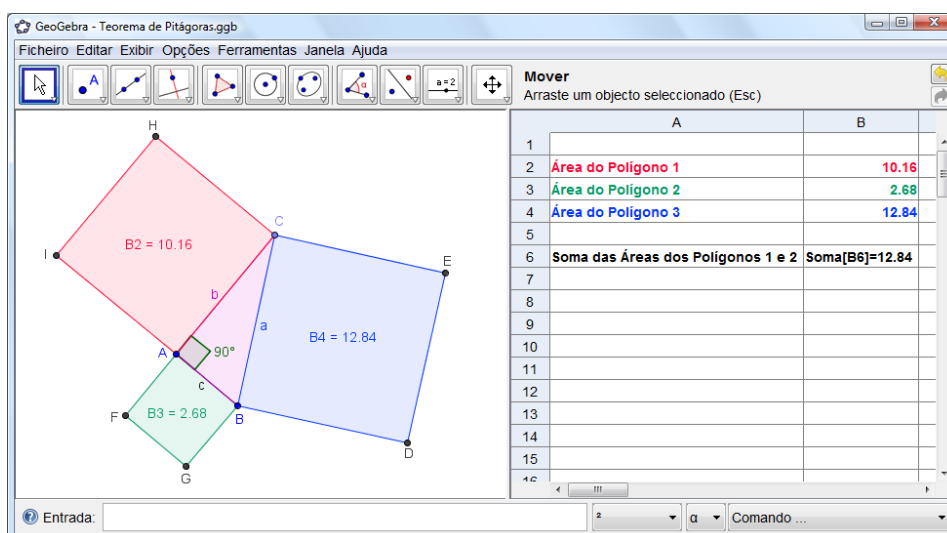 GeoGebra - Teorema de Pitágoras.ggb
Ficheiro Editar Exibir Opções Ferramentas Janela Ajuda
A
α
a=2
Mover
Arraste um objecto seleccionado (Esc)
H
C
I
B2 = 10.16
E
b
a
B4 = 12.84
A
90°
c
F
B3 = 2.68
B
D
G
A B
1
2 Área do Polígono 1 10.16
3 Área do Polígono 2 2.68
4 Área do Polígono 3 12.84
5
6 Soma das Áreas dos Polígonos 1 e 2 Soma[B6]=12.84
7
8
9
10
11
12
13
14
15
16
Entrada: ² α Comando ...